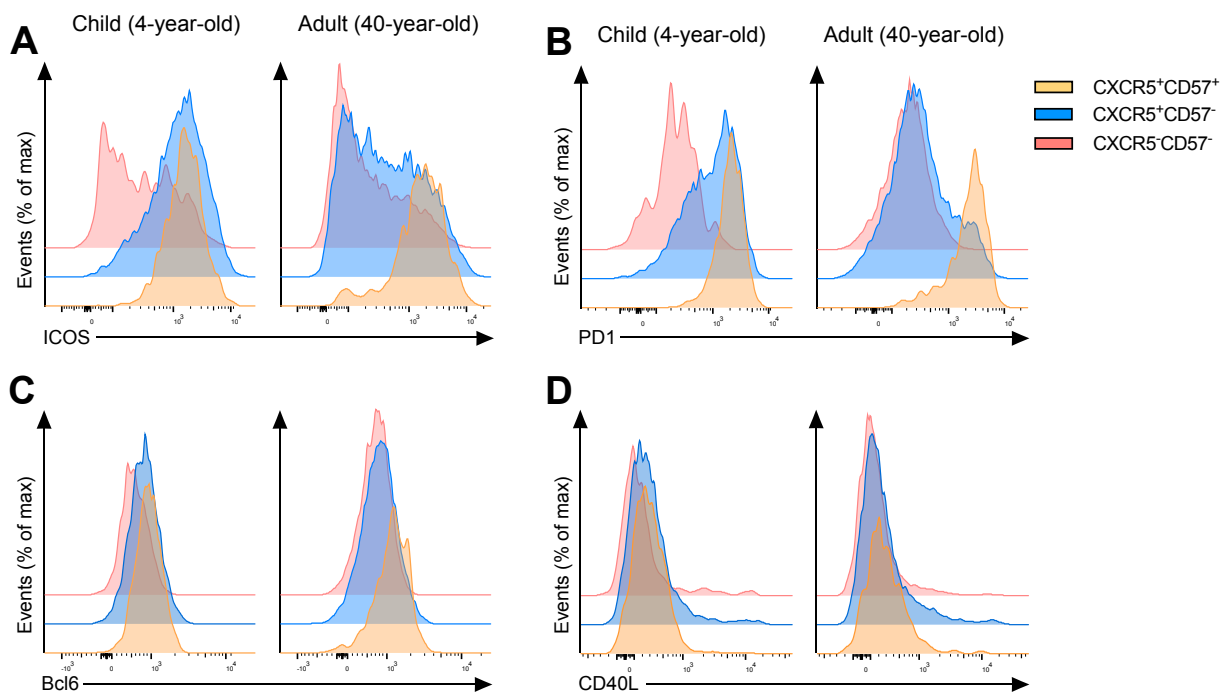 A
Child (4-year-old)
Adult (40-year-old)
Events (% of max)
0
10³
10⁴
0
10³
10⁴
ICOS
B
Child (4-year-old)
Adult (40-year-old)
CXCR5⁺CD57⁺
CXCR5⁺CD57⁻
CXCR5⁻CD57⁻
Events (% of max)
0
10³
10⁴
0
10³
10⁴
PD1
C
Events (% of max)
-10³
0
10³
10⁴
-10³
0
10³
10⁴
Bcl6
D
Events (% of max)
0
10³
10⁴
0
10³
10⁴
CD40L